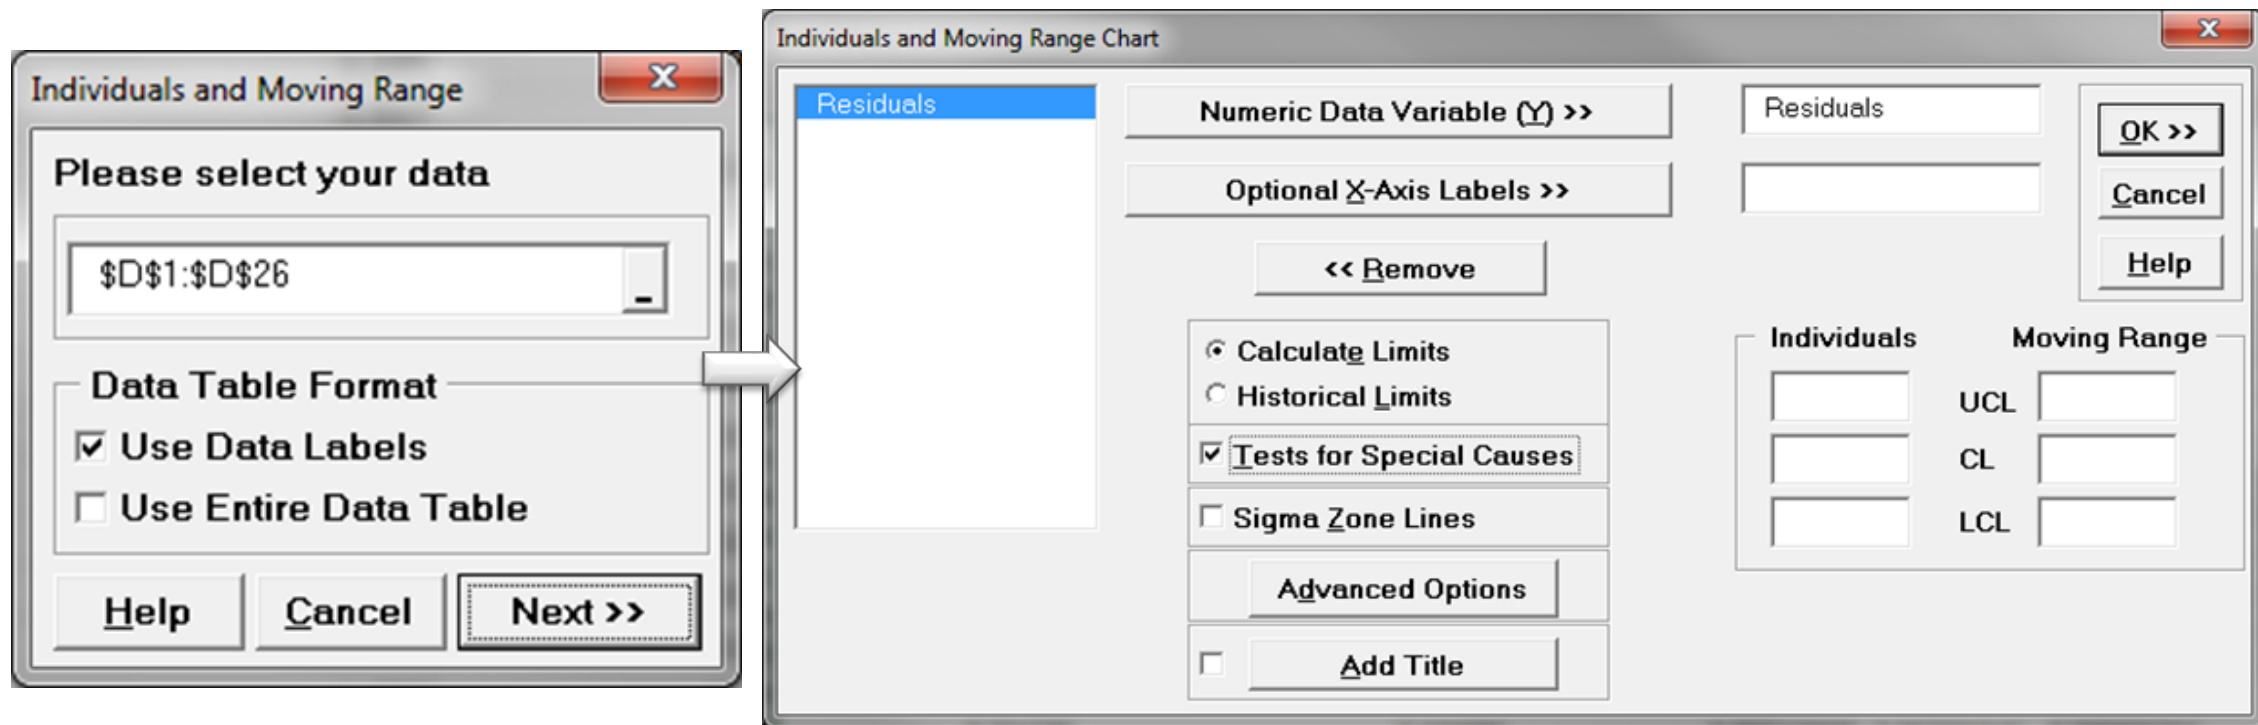 Individuals and Moving Range
Please select your data
$D$1:$D$26
Data Table Format
Use Data Labels
Use Entire Data Table
Help Cancel Next >>
Individuals and Moving Range Chart
Residuals
Numeric Data Variable (Y) >>
Residuals
Optional X-Axis Labels >>
<< Remove
OK >>
Cancel
Help
Calculate Limits
Historical Limits
Tests for Special Causes
Sigma Zone Lines
Advanced Options
Add Title
Individuals Moving Range
UCL
CL
LCL